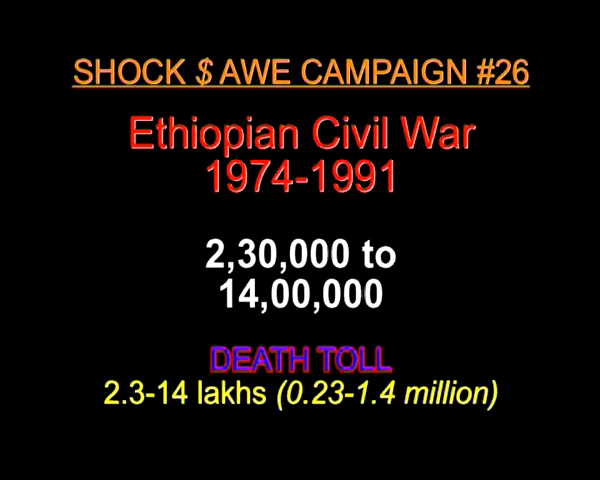 SHOCK $ AWE CAMPAIGN #26
Ethiopian Civil War
1974-1991
2,30,000 to
14,00,000
DEATH TOLL
2.3-14 lakhs (0.23-1.4 million)